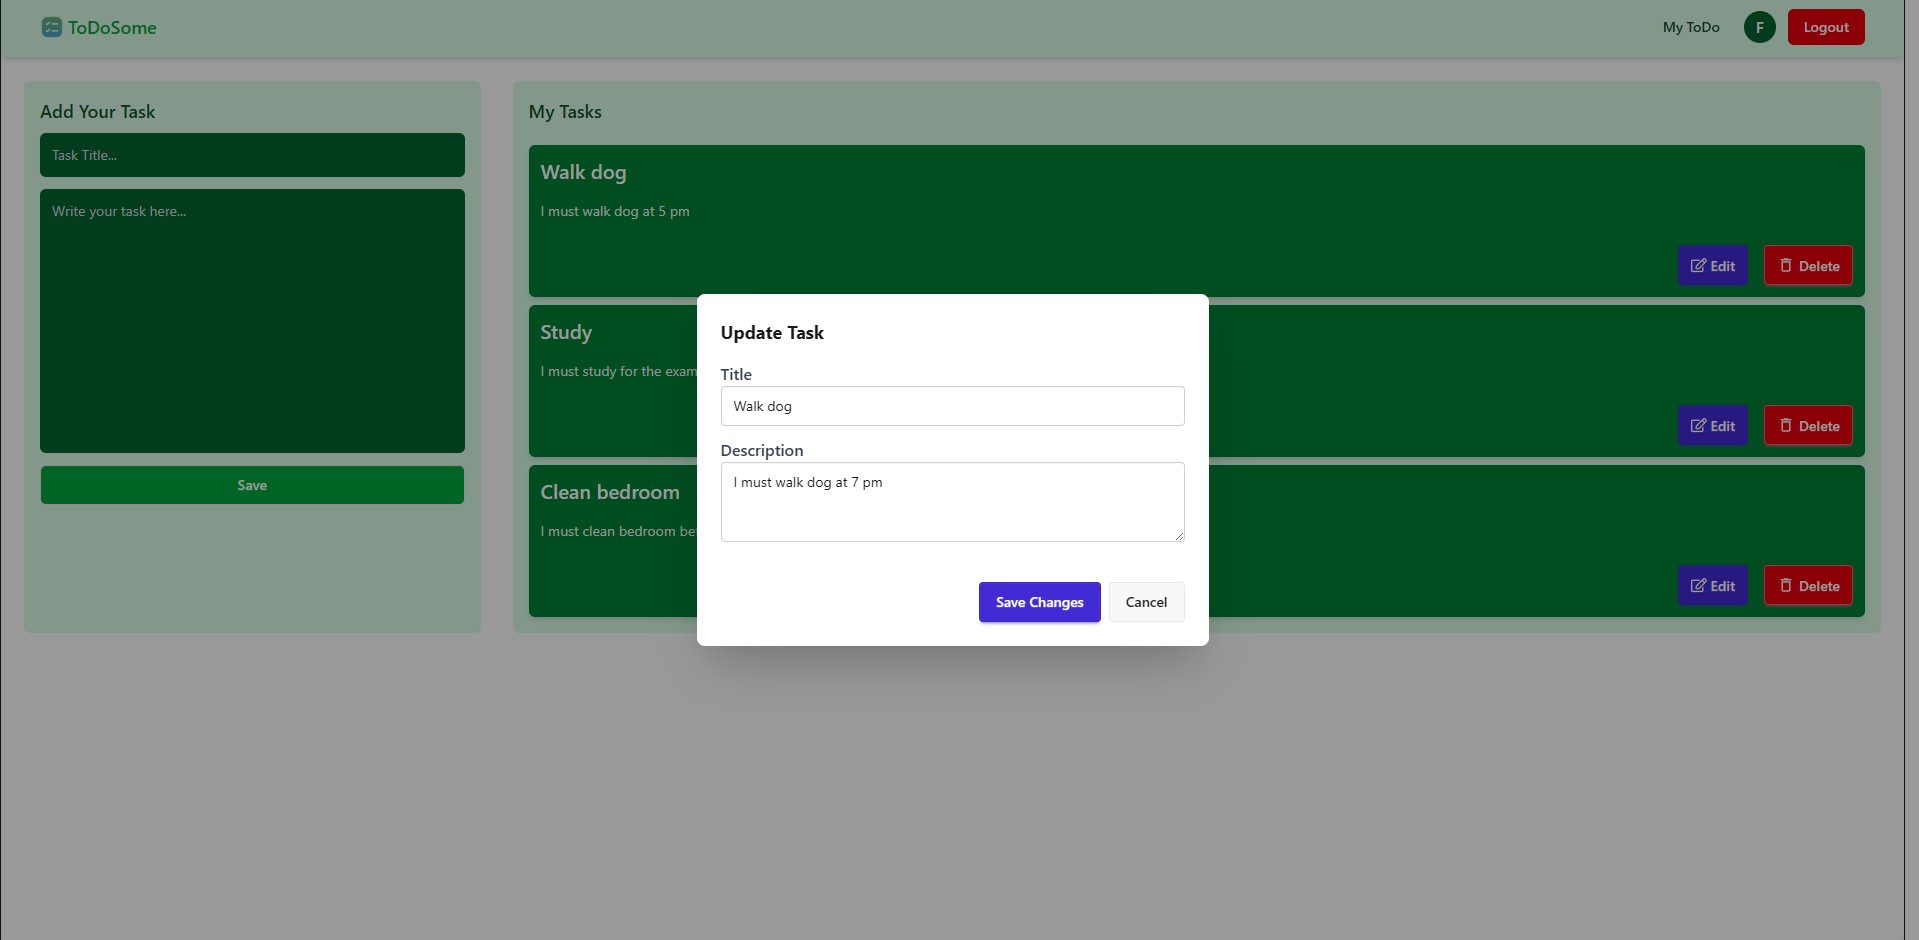 ToDoSome
My ToDo
F
Logout
Add Your Task
Task Title...
Write your task here...
Save
My Tasks
Walk dog
I must walk dog at 5 pm
Edit
Delete
Study
I must study for the exam
Edit
Delete
Clean bedroom
I must clean bedroom
Edit
Delete
Update Task
Title
Walk dog
Description
I must walk dog at 7 pm
Save Changes
Cancel